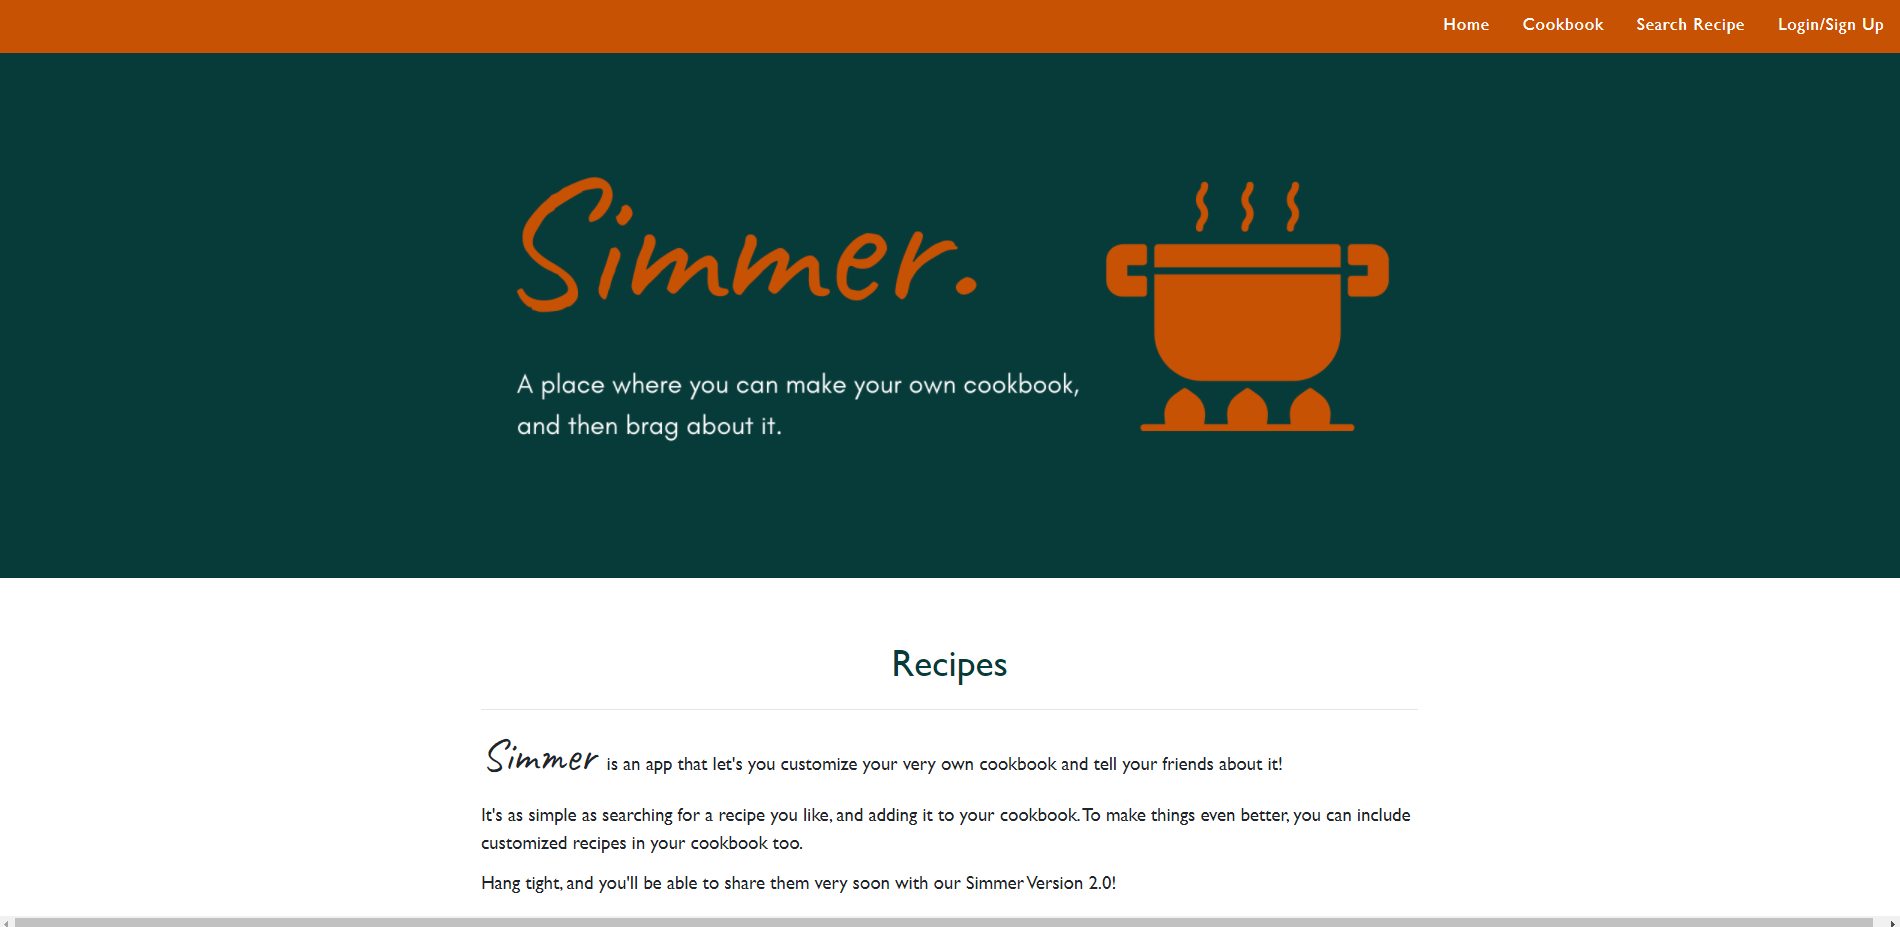 Home Cookbook Search Recipe Login/Sign Up
Simmer.
A place where you can make your own cookbook,
and then brag about it.
Recipes
Simmer is an app that let's you customize your very own cookbook and tell your friends about it!
It's as simple as searching for a recipe you like, and adding it to your cookbook. To make things even better, you can include
customized recipes in your cookbook too.
Hang tight, and you'll be able to share them very soon with our Simmer Version 2.0!